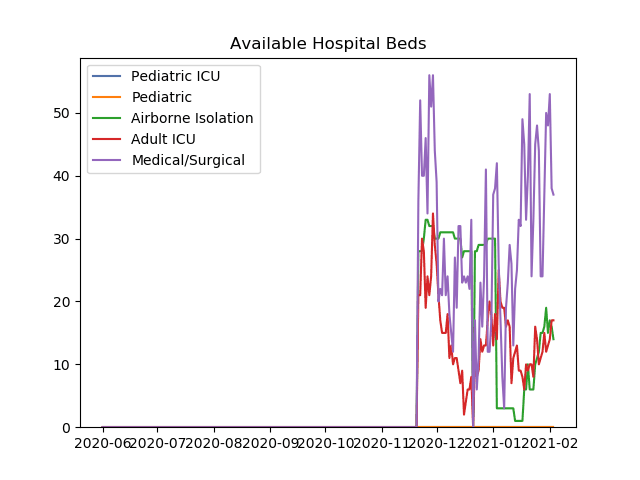 Available Hospital Beds
Pediatric ICU
Pediatric
Airborne Isolation
Adult ICU
Medical/Surgical
50
40
30
20
10
0
2020-06 2020-07 2020-08 2020-09 2020-10 2020-11 2020-12 2021-01 2021-02